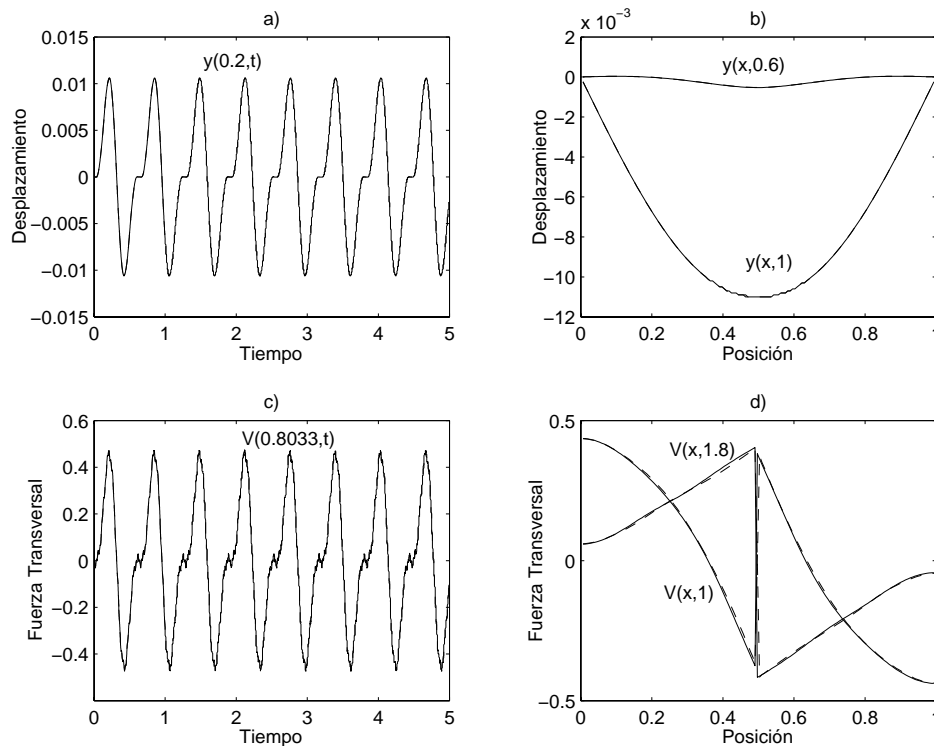 a)
0.015
0.01
0.005
0
−0.005
−0.01
−0.015
Desplazamiento
y(0.2,t)
0 1 2 3 4 5
Tiempo
b)
x 10−3
2
0
−2
−4
−6
−8
−10
−12
Desplazamiento
y(x,0.6)
y(x,1)
0 0.2 0.4 0.6 0.8 1
Posición
c)
0.6
0.4
0.2
0
−0.2
−0.4
Fuerza Transversal
V(0.8033,t)
0 1 2 3 4 5
Tiempo
d)
0.5
0
−0.5
Fuerza Transversal
V(x,1.8)
V(x,1)
0 0.2 0.4 0.6 0.8 1
Posición